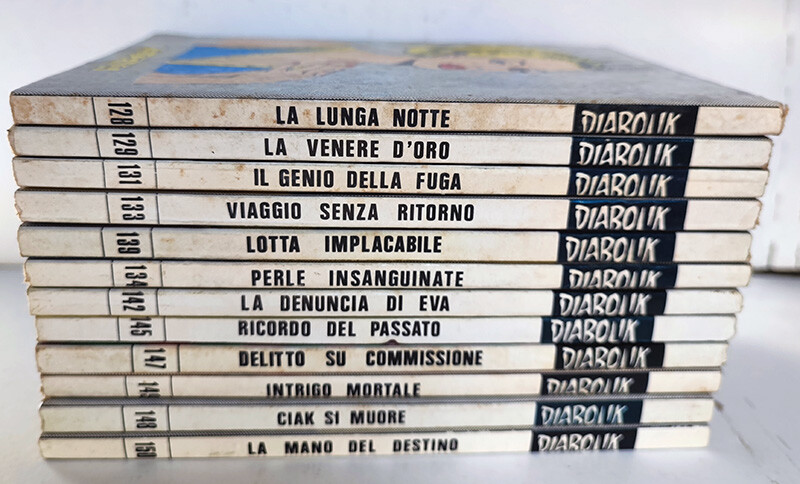 128 LA LUNGA NOTTE DIABOLIK
129 LA VENERE D'ORO DIABOLIK
131 IL GENIO DELLA FUGA DIABOLIK
133 VIAGGIO SENZA RITORNO DIABOLIK
139 LOTTA IMPLACABILE DIABOLIK
134 PERLE INSANGUINATE DIABOLIK
142 LA DENUNCIA DI EVA DIABOLIK
145 RICORDO DEL PASSATO DIABOLIK
147 DELITTO SU COMMISSIONE DIABOLIK
149 INTRIGO MORTALE DIABOLIK
148 CIAK SI MUORE DIABOLIK
150 LA MANO DEL DESTINO DIABOLIK